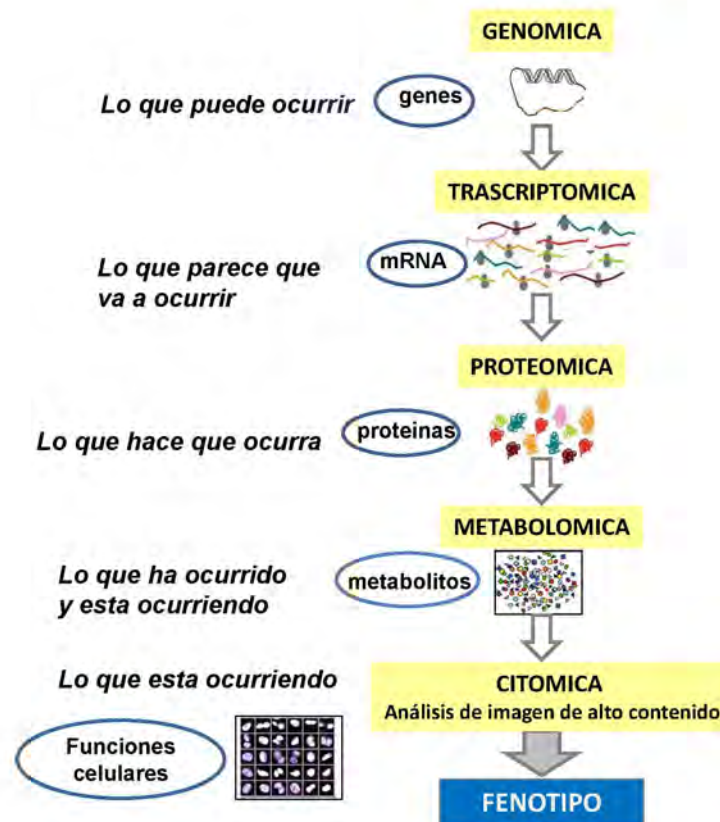 GENOMICA
Lo que puede ocurrir
genes
TRASCRIPTOMICA
Lo que parece que
va a ocurrir
mRNA
PROTEOMICA
Lo que hace que ocurra
proteinas
METABOLOMICA
Lo que ha ocurrido
y esta ocurriendo
metabolitos
Lo que esta ocurriendo
CITOMICA
Análisis de imagen de alto contenido
Funciones
celulares
FENOTIPO